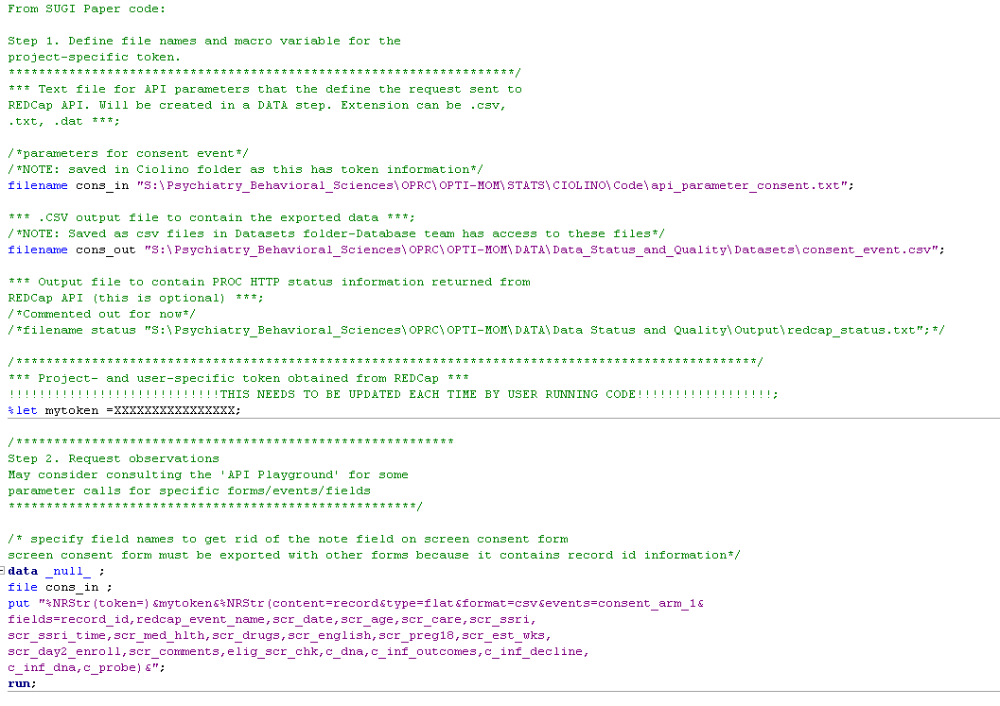 From SUGI Paper code:
Step 1. Define file names and macro variable for the
project-specific token.
*******************************************************************/
*** Text file for API parameters that the define the request sent to
REDCap API. Will be created in a DATA step. Extension can be .csv,
.txt, .dat ***;
/*parameters for consent event*/
/*NOTE: saved in Ciolino folder as this has token information*/
filename cons_in "S:\Psychiatry_Behavioral_Sciences\OPRC\OPTI-MOM\STATS\CIOLINO\Code\api_parameter_consent.txt";
*** .CSV output file to contain the exported data ***;
/*NOTE: Saved as csv files in Datasets folder-Database team has access to these files*/
filename cons_out "S:\Psychiatry_Behavioral_Sciences\OPRC\OPTI-MOM\DATA\Data_Status_and_Quality\Datasets\consent_event.csv";
*** Output file to contain PROC HTTP status information returned from
REDCap API (this is optional) ***;
/*Commented out for now*/
/*filename status "S:\Psychiatry_Behavioral_Sciences\OPRC\OPTI-MOM\DATA\Data Status and Quality\Output\redcap_status.txt";*/
/**************************************************************************************************/
*** Project- and user-specific token obtained from REDCap ***
!!!!!!!!!!!!!!!!!!!!!!!!!!!!THIS NEEDS TO BE UPDATED EACH TIME BY USER RUNNING CODE!!!!!!!!!!!!!!!!!!;
%let mytoken =XXXXXXXXXXXXXXXX;
/**********************************************************
Step 2. Request observations
May consider consulting the 'API Playground' for some
parameter calls for specific forms/events/fields
******************************************************/
/* specify field names to get rid of the note field on screen consent form
screen consent form must be exported with other forms because it contains record id information*/
data _null_ ;
file cons_in ;
put "%NRStr(token=)&mytoken&%NRStr(content=record&type=flat&format=csv&events=consent_arm_1&
fields=record_id,redcap_event_name,scr_date,scr_age,scr_care,scr_ssri,
scr_ssri_time,scr_med_hlth,scr_drugs,scr_english,scr_preg18,scr_est_wks,
scr_day2_enroll,scr_comments,elig_scr_chk,c_dna,c_inf_outcomes,c_inf_decline,
c_inf_dna,c_probe)&";
run;